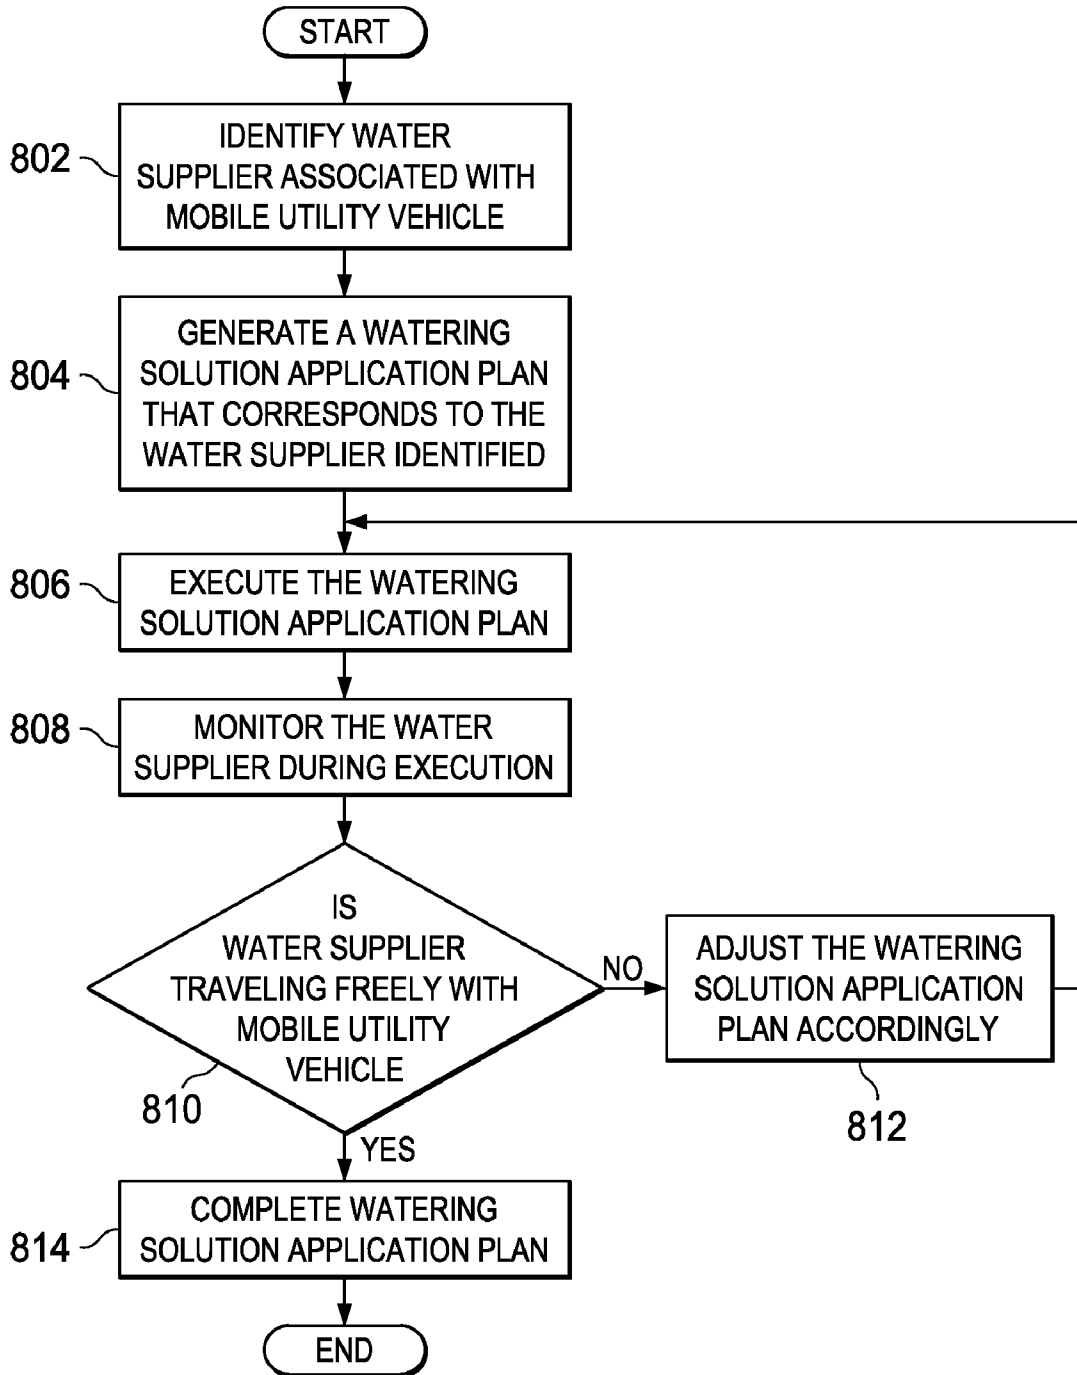 START
802
IDENTIFY WATER
SUPPLIER ASSOCIATED WITH
MOBILE UTILITY VEHICLE
804
GENERATE A WATERING
SOLUTION APPLICATION PLAN
THAT CORRESPONDS TO THE
WATER SUPPLIER IDENTIFIED
806
EXECUTE THE WATERING
SOLUTION APPLICATION PLAN
808
MONITOR THE WATER
SUPPLIER DURING EXECUTION
IS
WATER SUPPLIER
TRAVELING FREELY WITH
MOBILE UTILITY
VEHICLE
810
NO
ADJUST THE WATERING
SOLUTION APPLICATION
PLAN ACCORDINGLY
812
YES
814
COMPLETE WATERING
SOLUTION APPLICATION PLAN
END